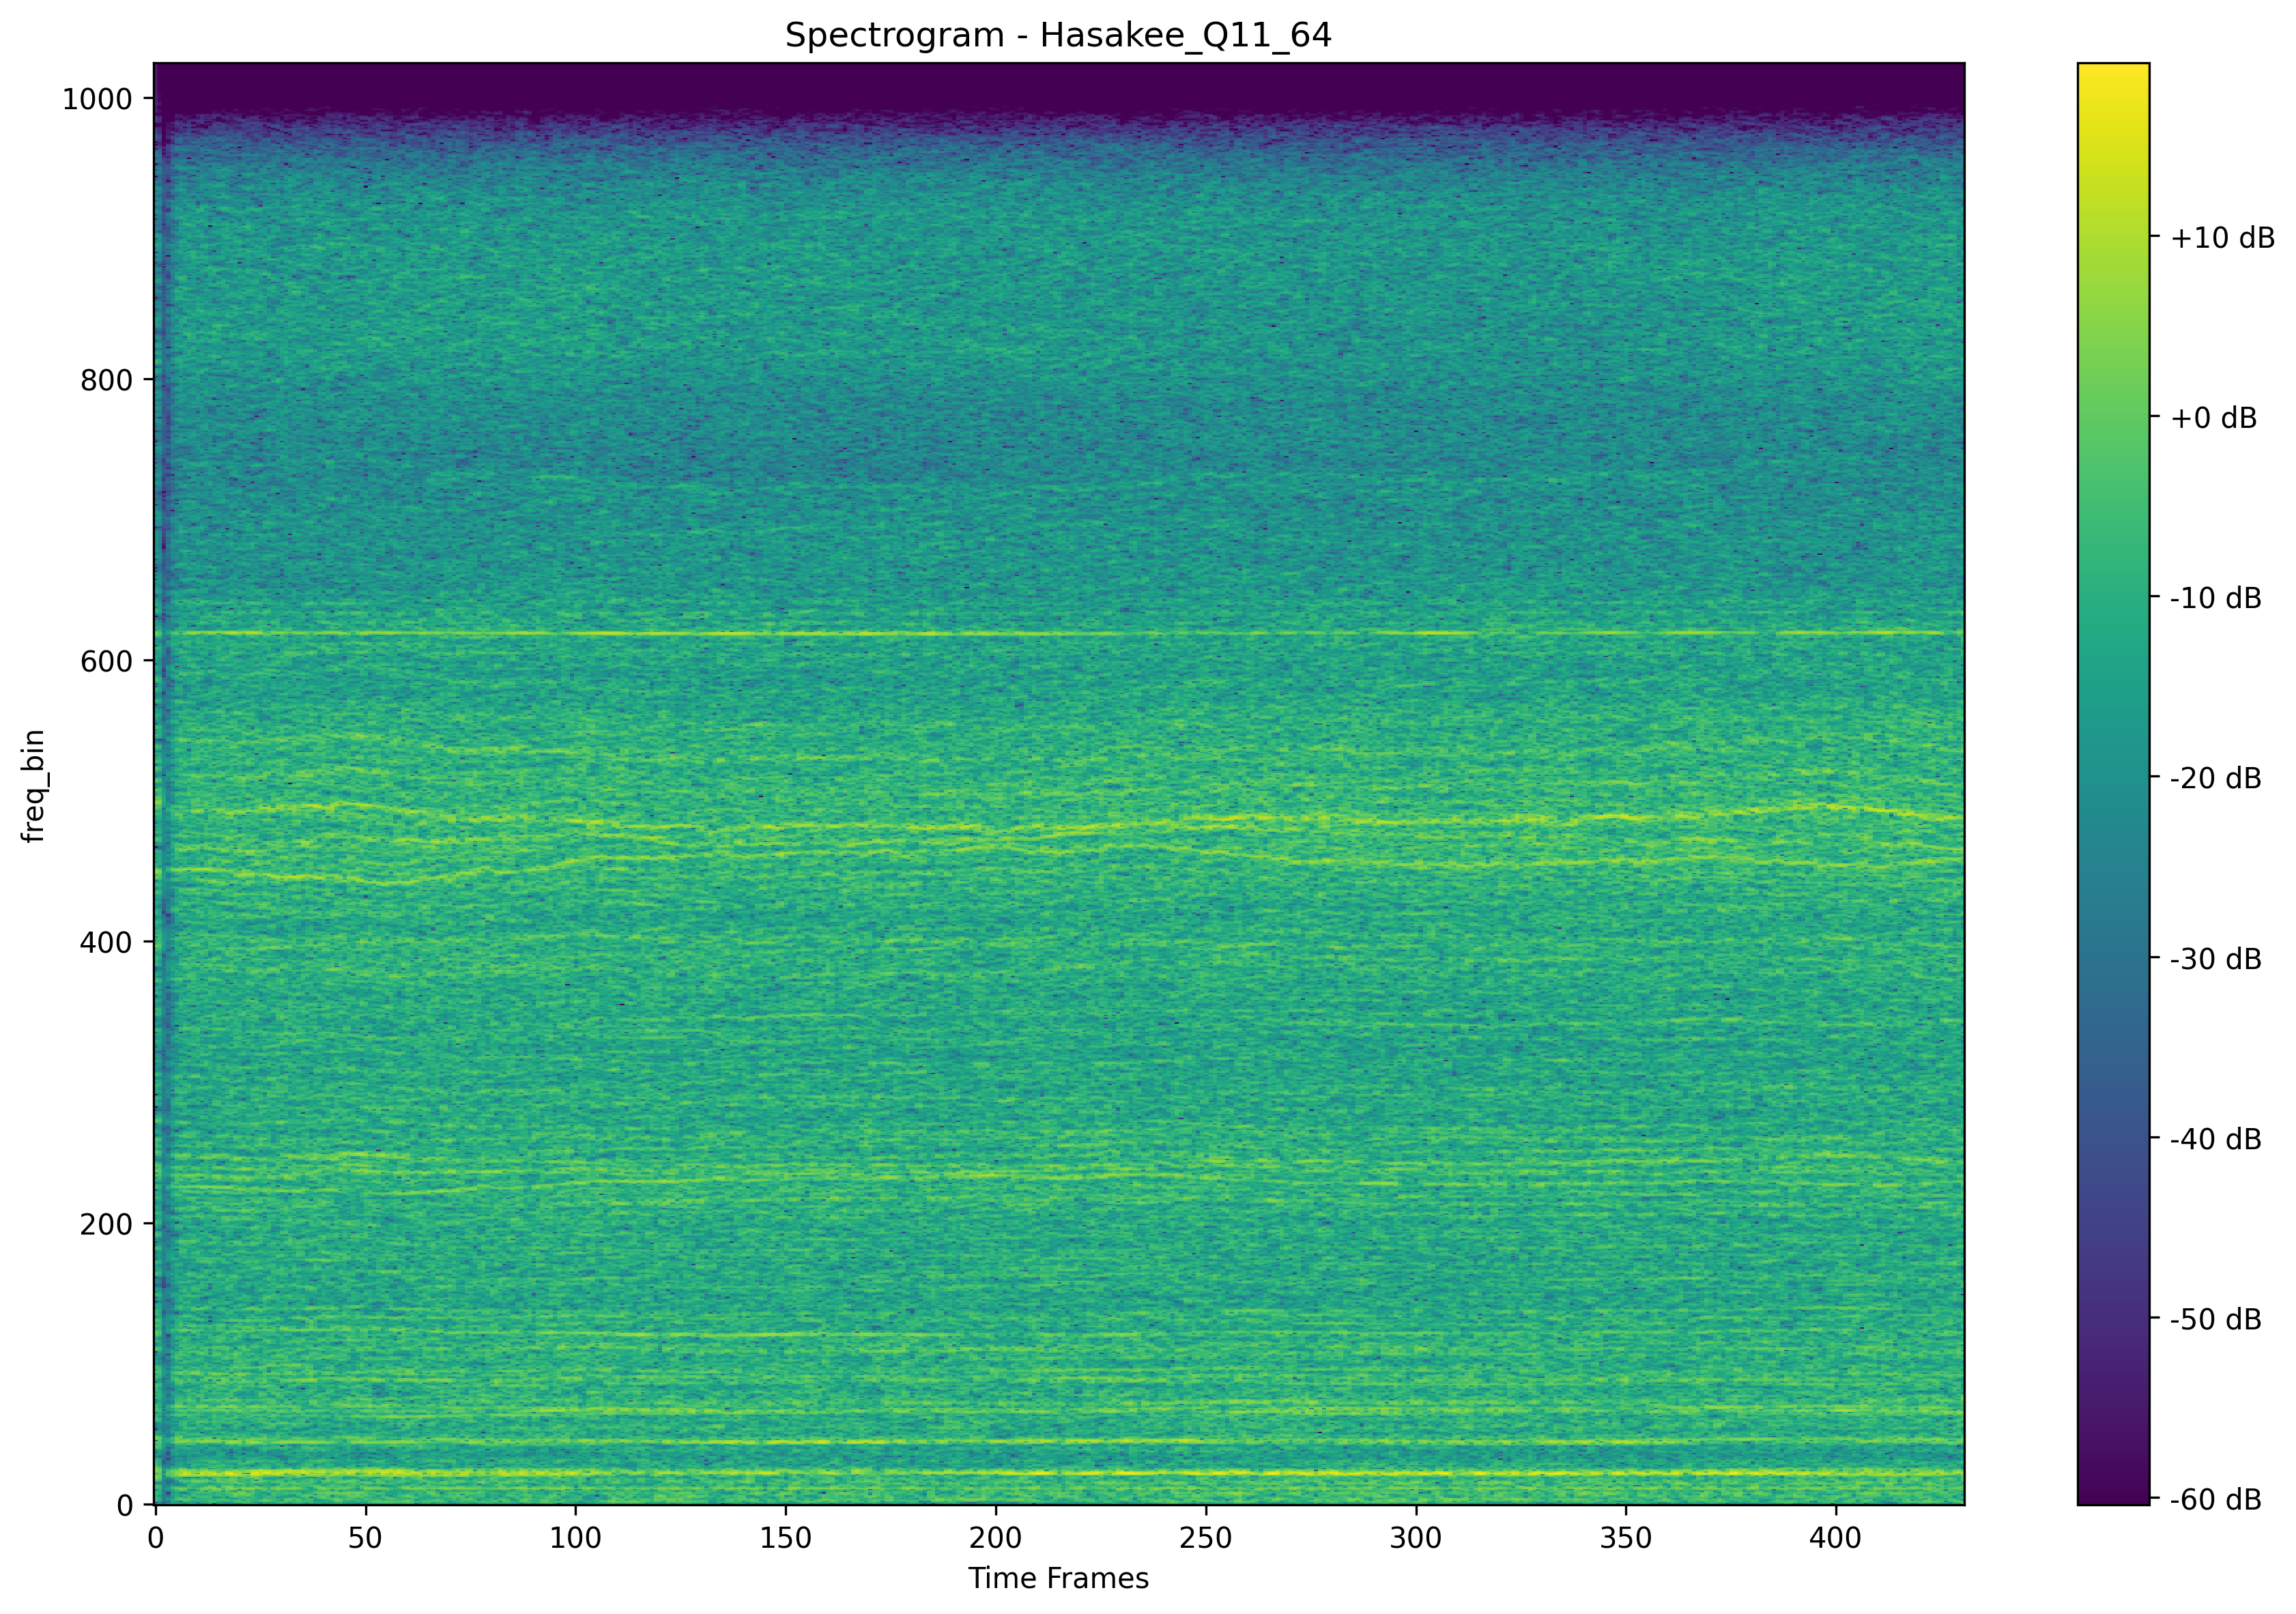 Spectrogram - Hasakee_Q11_64
1000
800
600
400
200
0
freq_bin
0 50 100 150 200 250 300 350 400
Time Frames
+10 dB
+0 dB
-10 dB
-20 dB
-30 dB
-40 dB
-50 dB
-60 dB